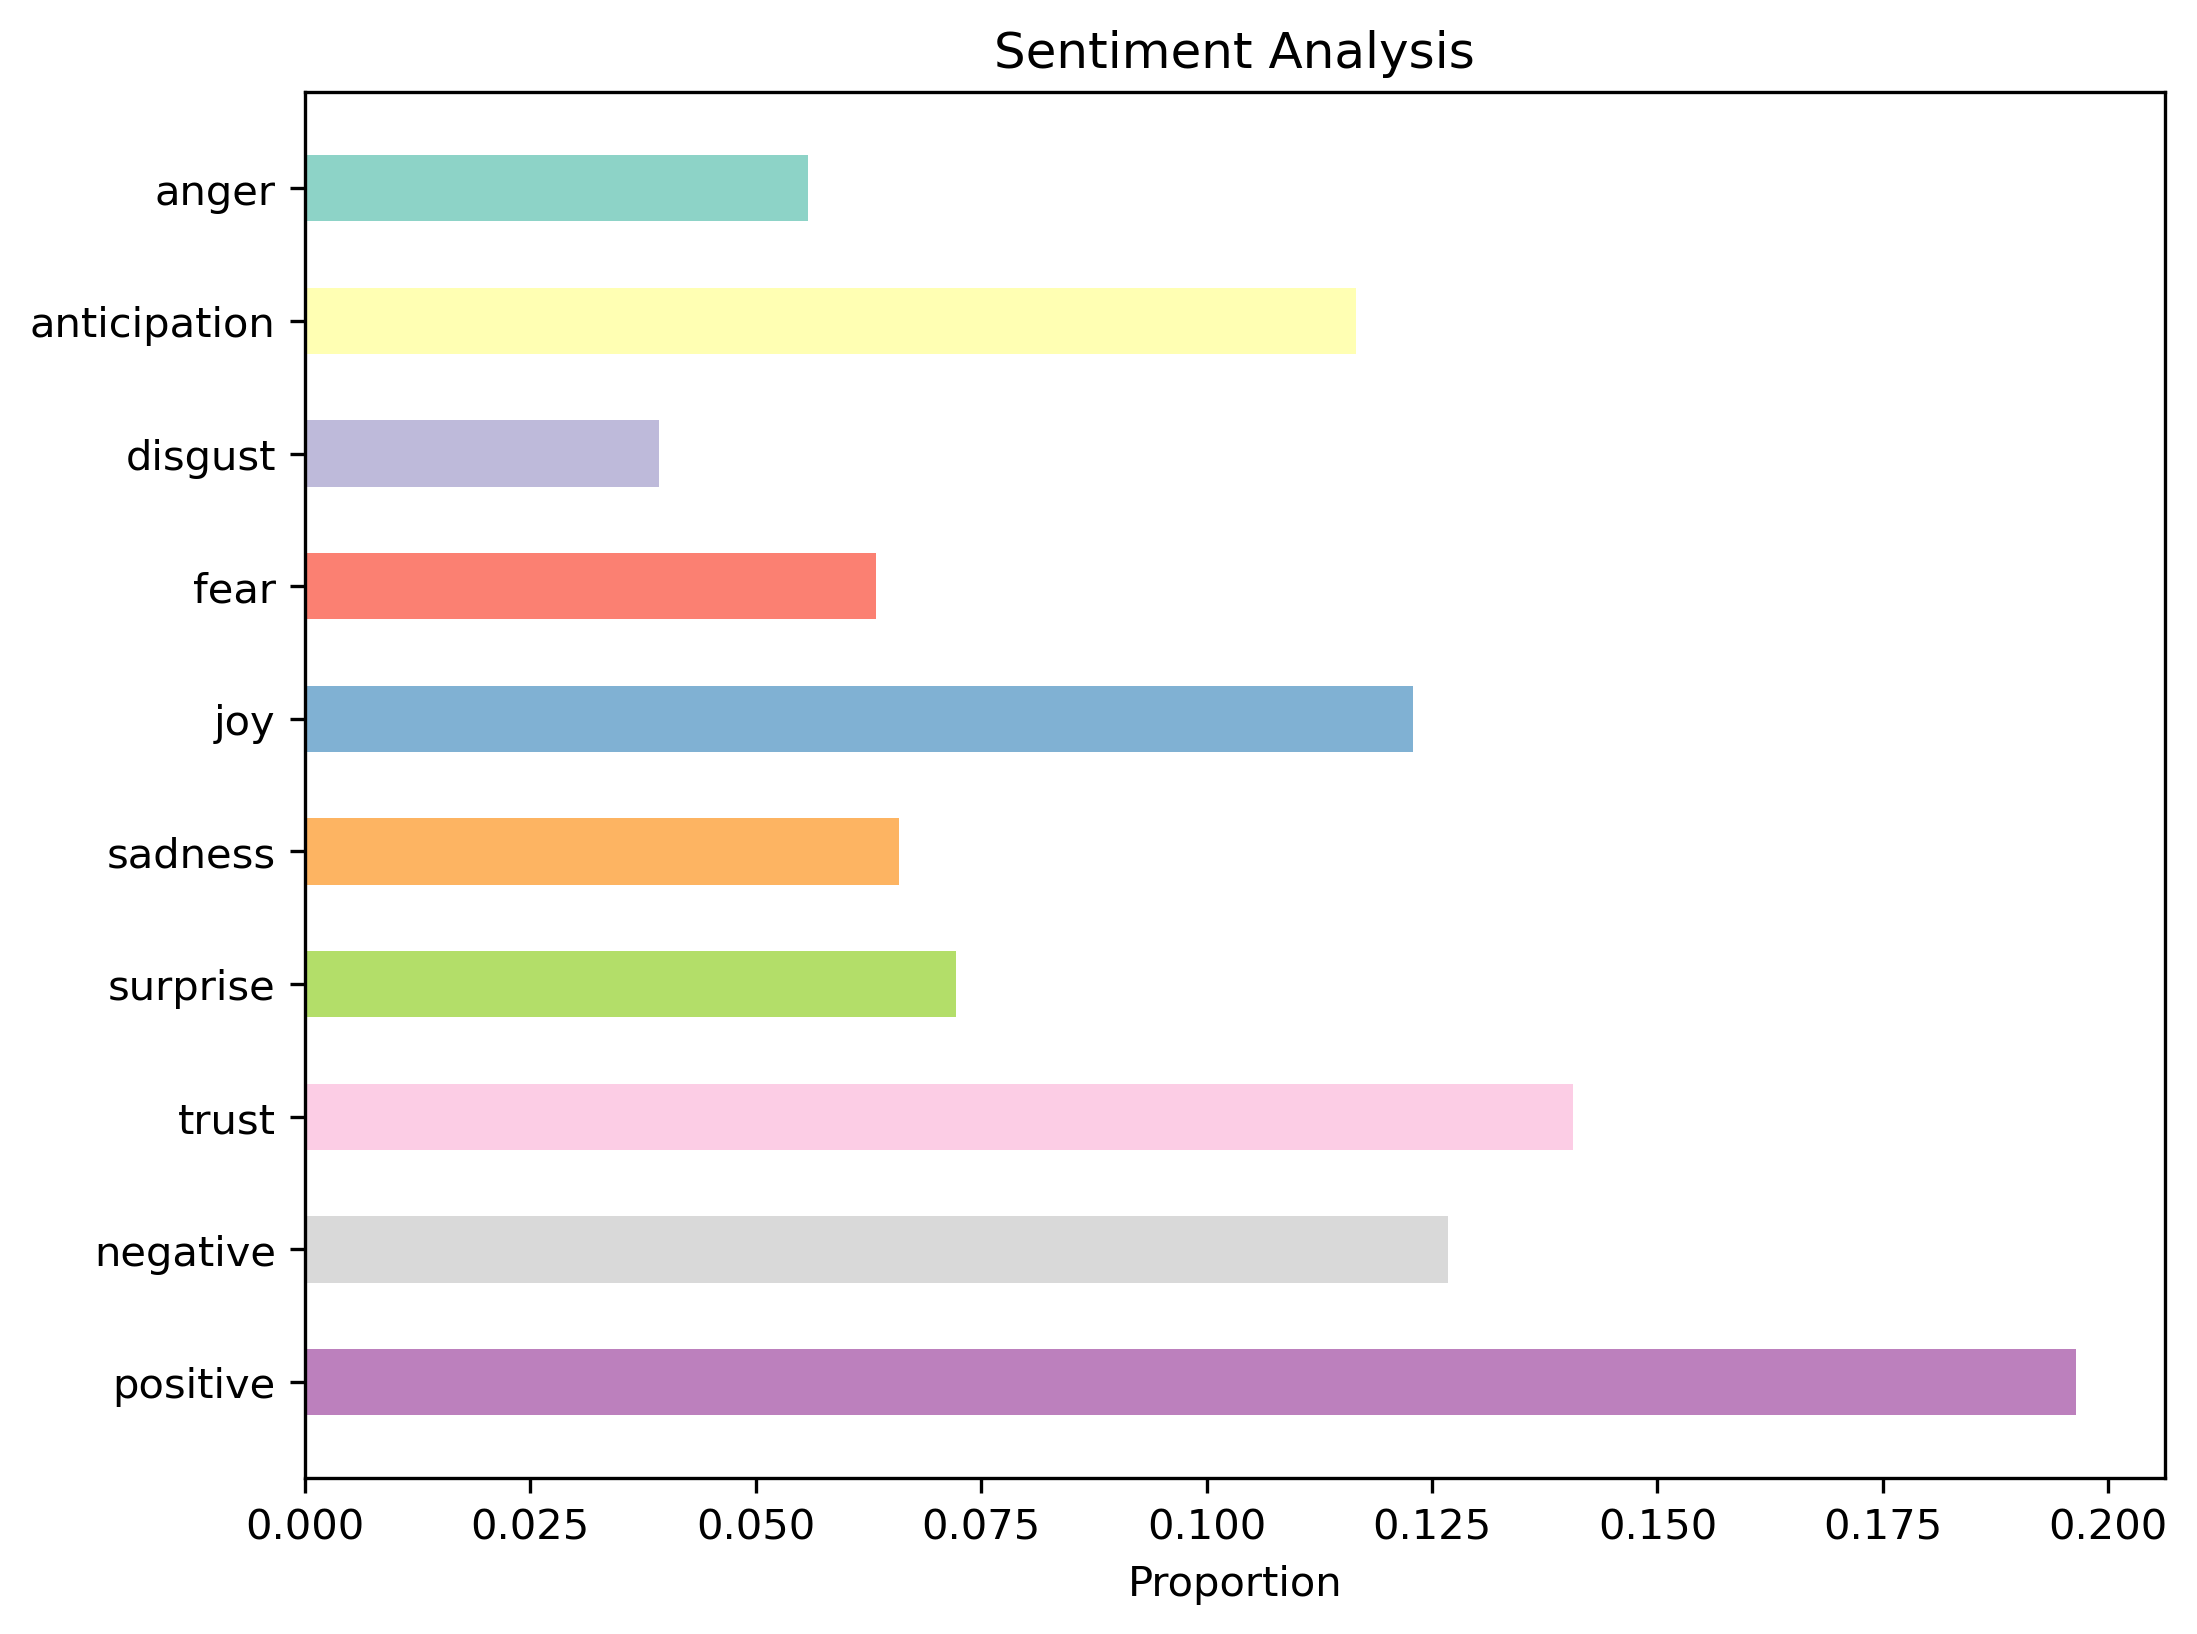 Sentiment Analysis
anger
anticipation
disgust
fear
joy
sadness
surprise
trust
negative
positive
0.000 0.025 0.050 0.075 0.100 0.125 0.150 0.175 0.200
Proportion